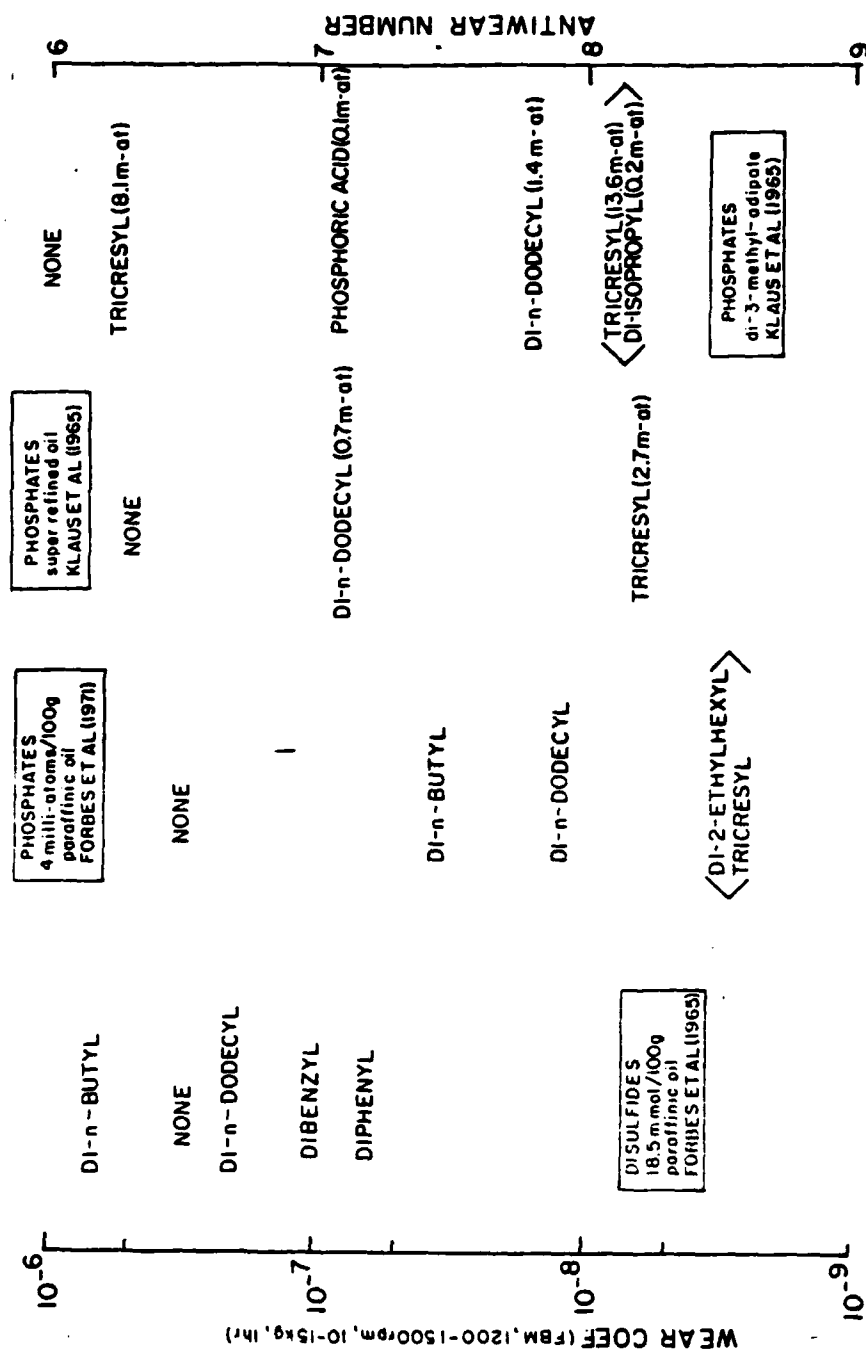 WEAR COEF (FBM, 1200-1500rpm, 10-15kg, 1hr)
10⁻⁶
10⁻⁷
10⁻⁸
10⁻⁹
DI-n-BUTYL
NONE
DI-n-DODECYL
DIBENZYL
DIPHENYL
DISULFIDES
18.5 mmol/100g
paraffinic oil
FORBES ET AL (1965)
PHOSPHATES
4 milli-atoms/100g
paraffinic oil
FORBES ET AL (1971)
NONE
DI-n-BUTYL
DI-n-DODECYL
<DI-2-ETHYLHEXYL>
TRICRESYL
PHOSPHATES
super refined oil
KLAUS ET AL (1965)
NONE
DI-n-DODECYL (0.7m-at)
TRICRESYL (2.7m-at)
NONE
TRICRESYL (8.1m-at)
PHOSPHORIC ACID (0.1m-at)
DI-n-DODECYL (1.4 m-at)
<TRICRESYL (13.6m-at)>
DI-ISOPROPYL (0.2m-at)
PHOSPHATES
di-3-methyl-adipate
KLAUS ET AL (1965)
6
7
8
9
ANTIWEAR NUMBER